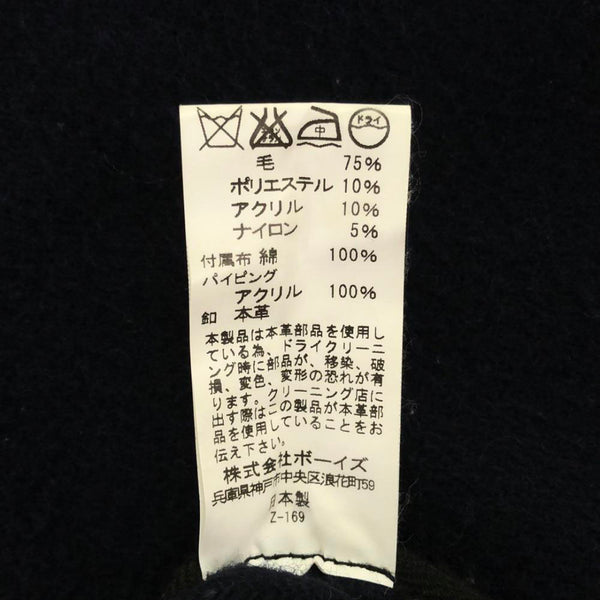 中 ドライ
毛 75%
ポリエステル 10%
アクリル 10%
ナイロン 5%
付属布 綿 100%
パイピング
アクリル 100%
釦 本革
本製品は本革部品を使用し
ている為、ドライクリーニ
ング時に部品が、移染、破
損、変色、変形の恐れが有
ります。クリーニング店に
出す際はこの製品が本革部
品を使用していることをお
伝え下さい。
株式会社ボーイズ
兵庫県神戸市中央区浪花町59
日本製
Z-169